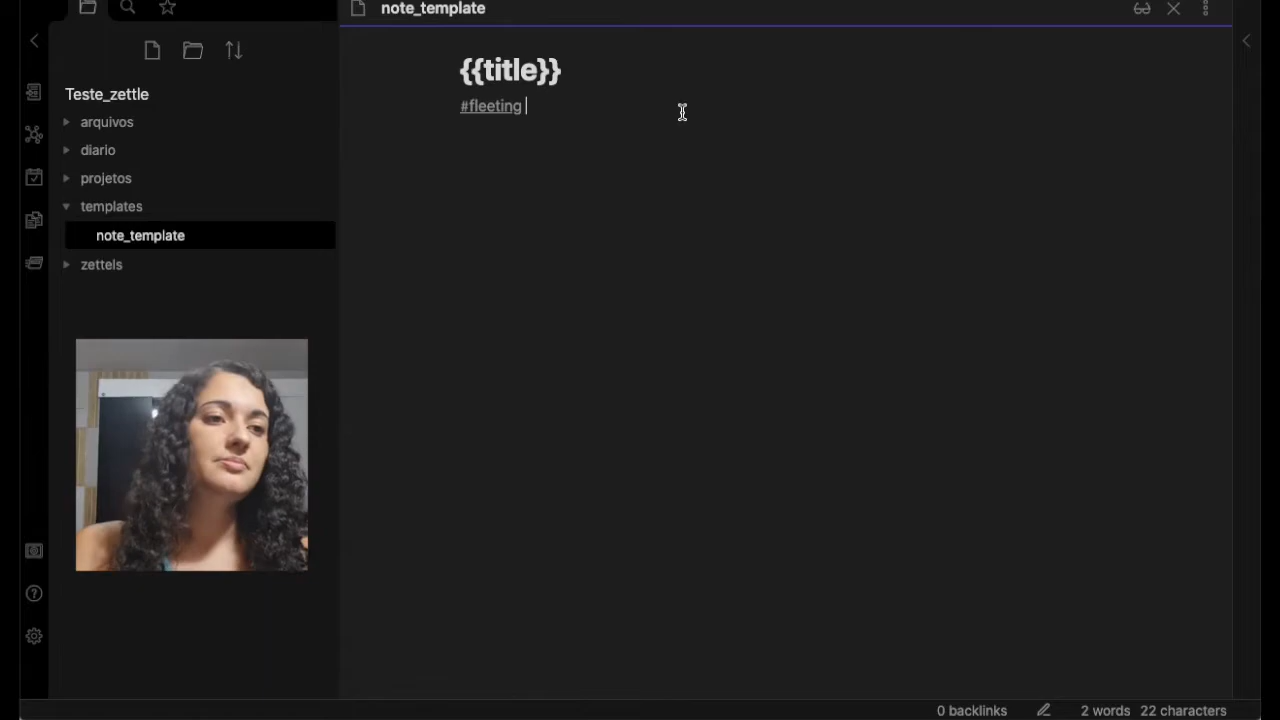 note_template
Teste_zettle
arquivos
diario
projetos
templates
note_template
zettels
{{title}}
#fleeting
0 backlinks
2 words
22 characters